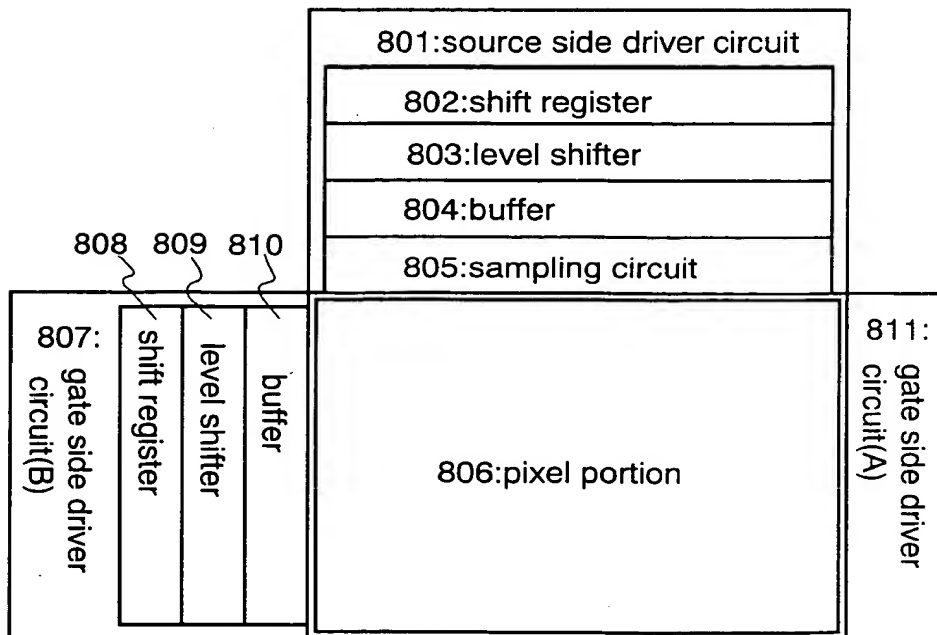 801:source side driver circuit
802:shift register
803:level shifter
804:buffer
805:sampling circuit
808
809
810
807:
gate side driver
circuit(B)
shift register
level shifter
buffer
806:pixel portion
811:
gate side driver
circuit(A)